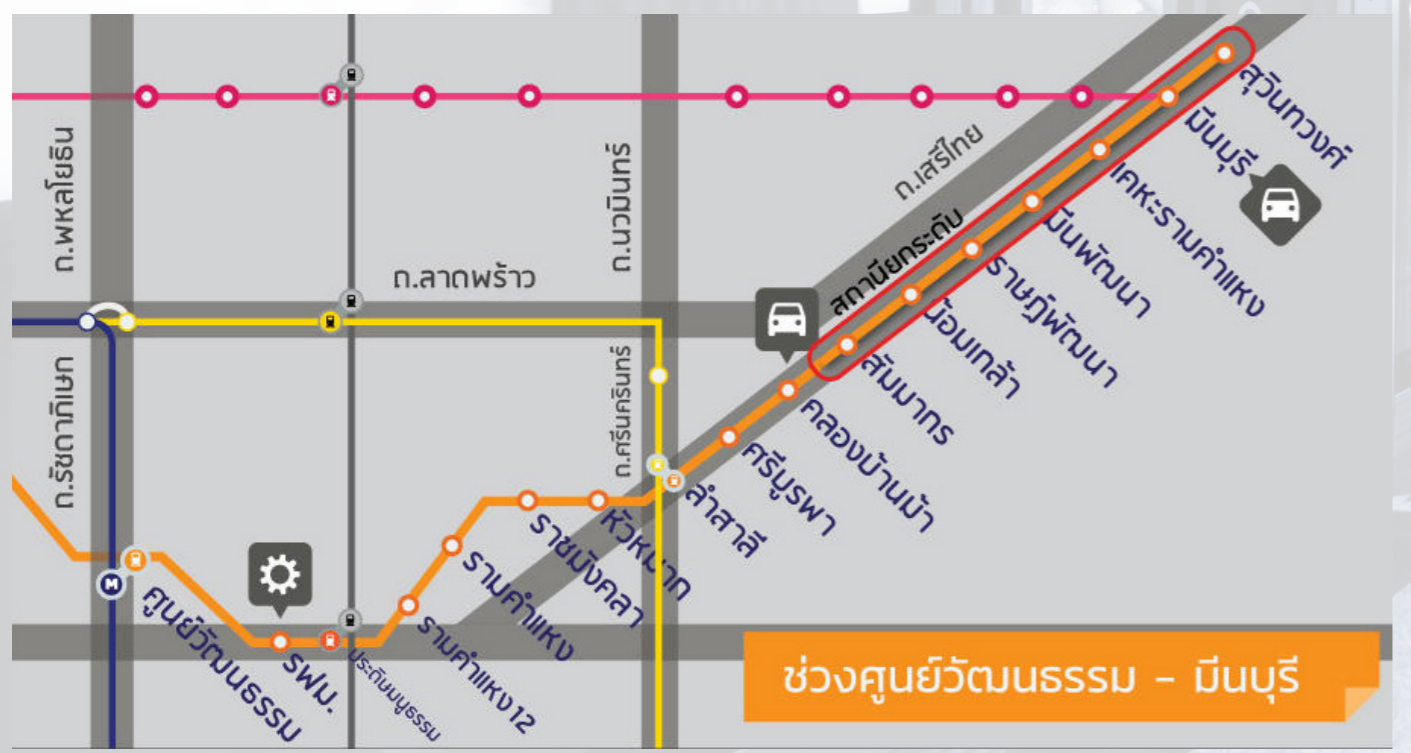 ถ.พหลโยธิน
ถ.นวมินทร์
ถ.เสรีไทย
สุวินทวงศ์
มีนบุรี
เคหะรามคำแหง
มีนพัฒนา
ราษฎร์พัฒนา
น้อมเกล้า
สัมมากร
สถานียกระดับ
ถ.ลาดพร้าว
ถ.รัชดาภิเษก
ถ.ศรีนครินทร์
คลองบ้านม้า
ศรีบูรพา
ลำสาลี
หัวหมาก
ราชมังคลา
รามคำแหง
รามคำแหง12
ประดิษมนูธรรม
รฟม.
M
ศูนย์วัฒนธรรม
ช่วงศูนย์วัฒนธรรม - มีนบุรี